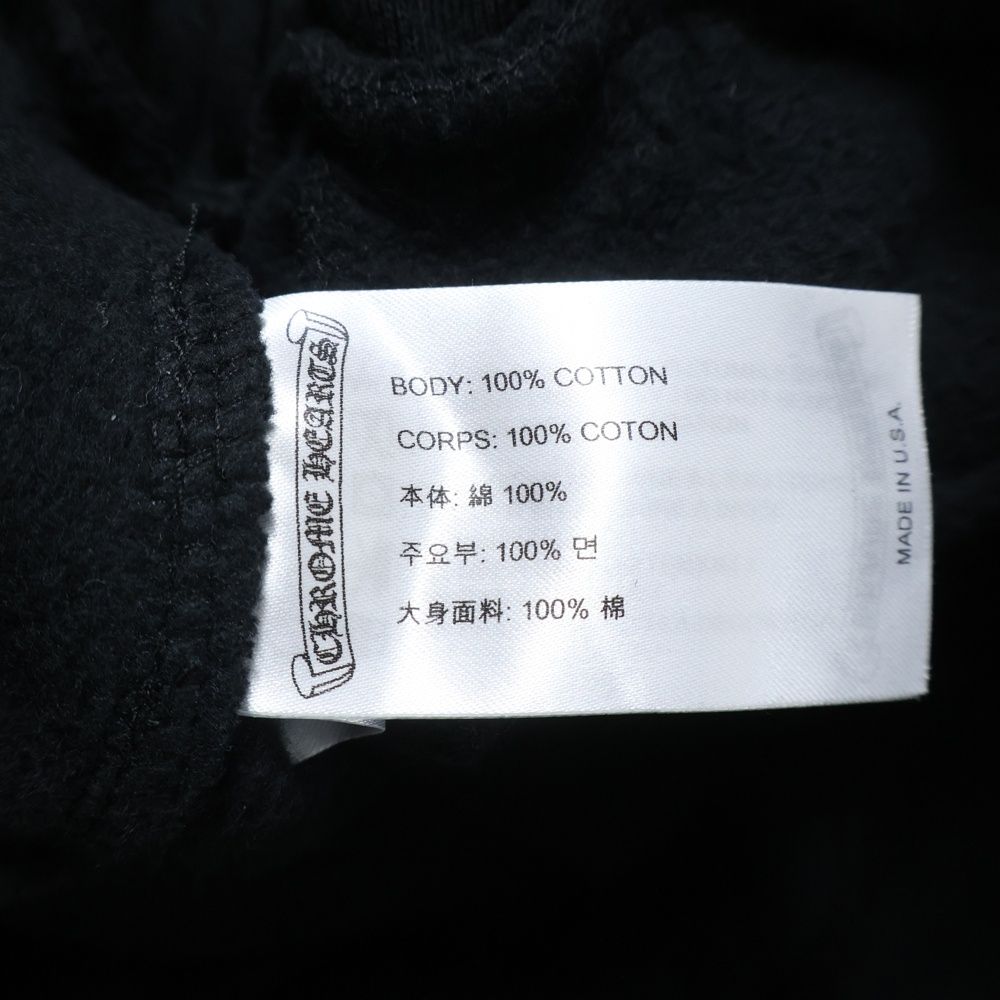 CHROME HEARTS
BODY: 100% COTTON
CORPS: 100% COTON
本体: 綿 100%
주요부: 100% 면
大身面料: 100% 棉
MADE IN U.S.A.